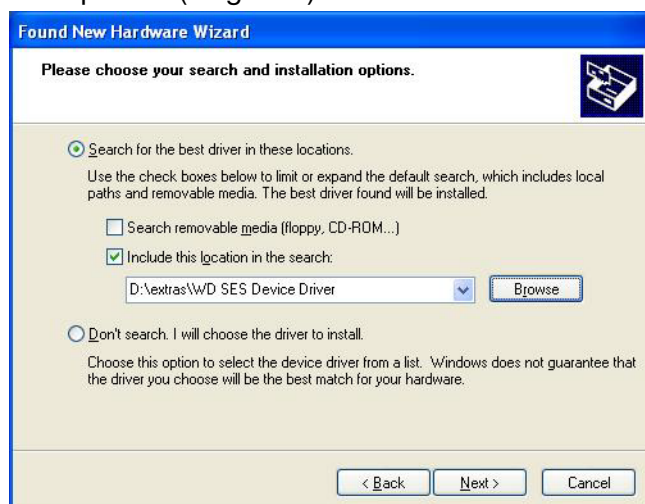 Found New Hardware Wizard
Please choose your search and installation options.
Search for the best driver in these locations.
Use the check boxes below to limit or expand the default search, which includes local
paths and removable media. The best driver found will be installed.
Search removable media (floppy, CD-ROM...)
Include this location in the search:
D:\extras\WD SES Device Driver
Browse
Don't search. I will choose the driver to install.
Choose this option to select the device driver from a list. Windows does not guarantee that
the driver you choose will be the best match for your hardware.
< Back Next > Cancel